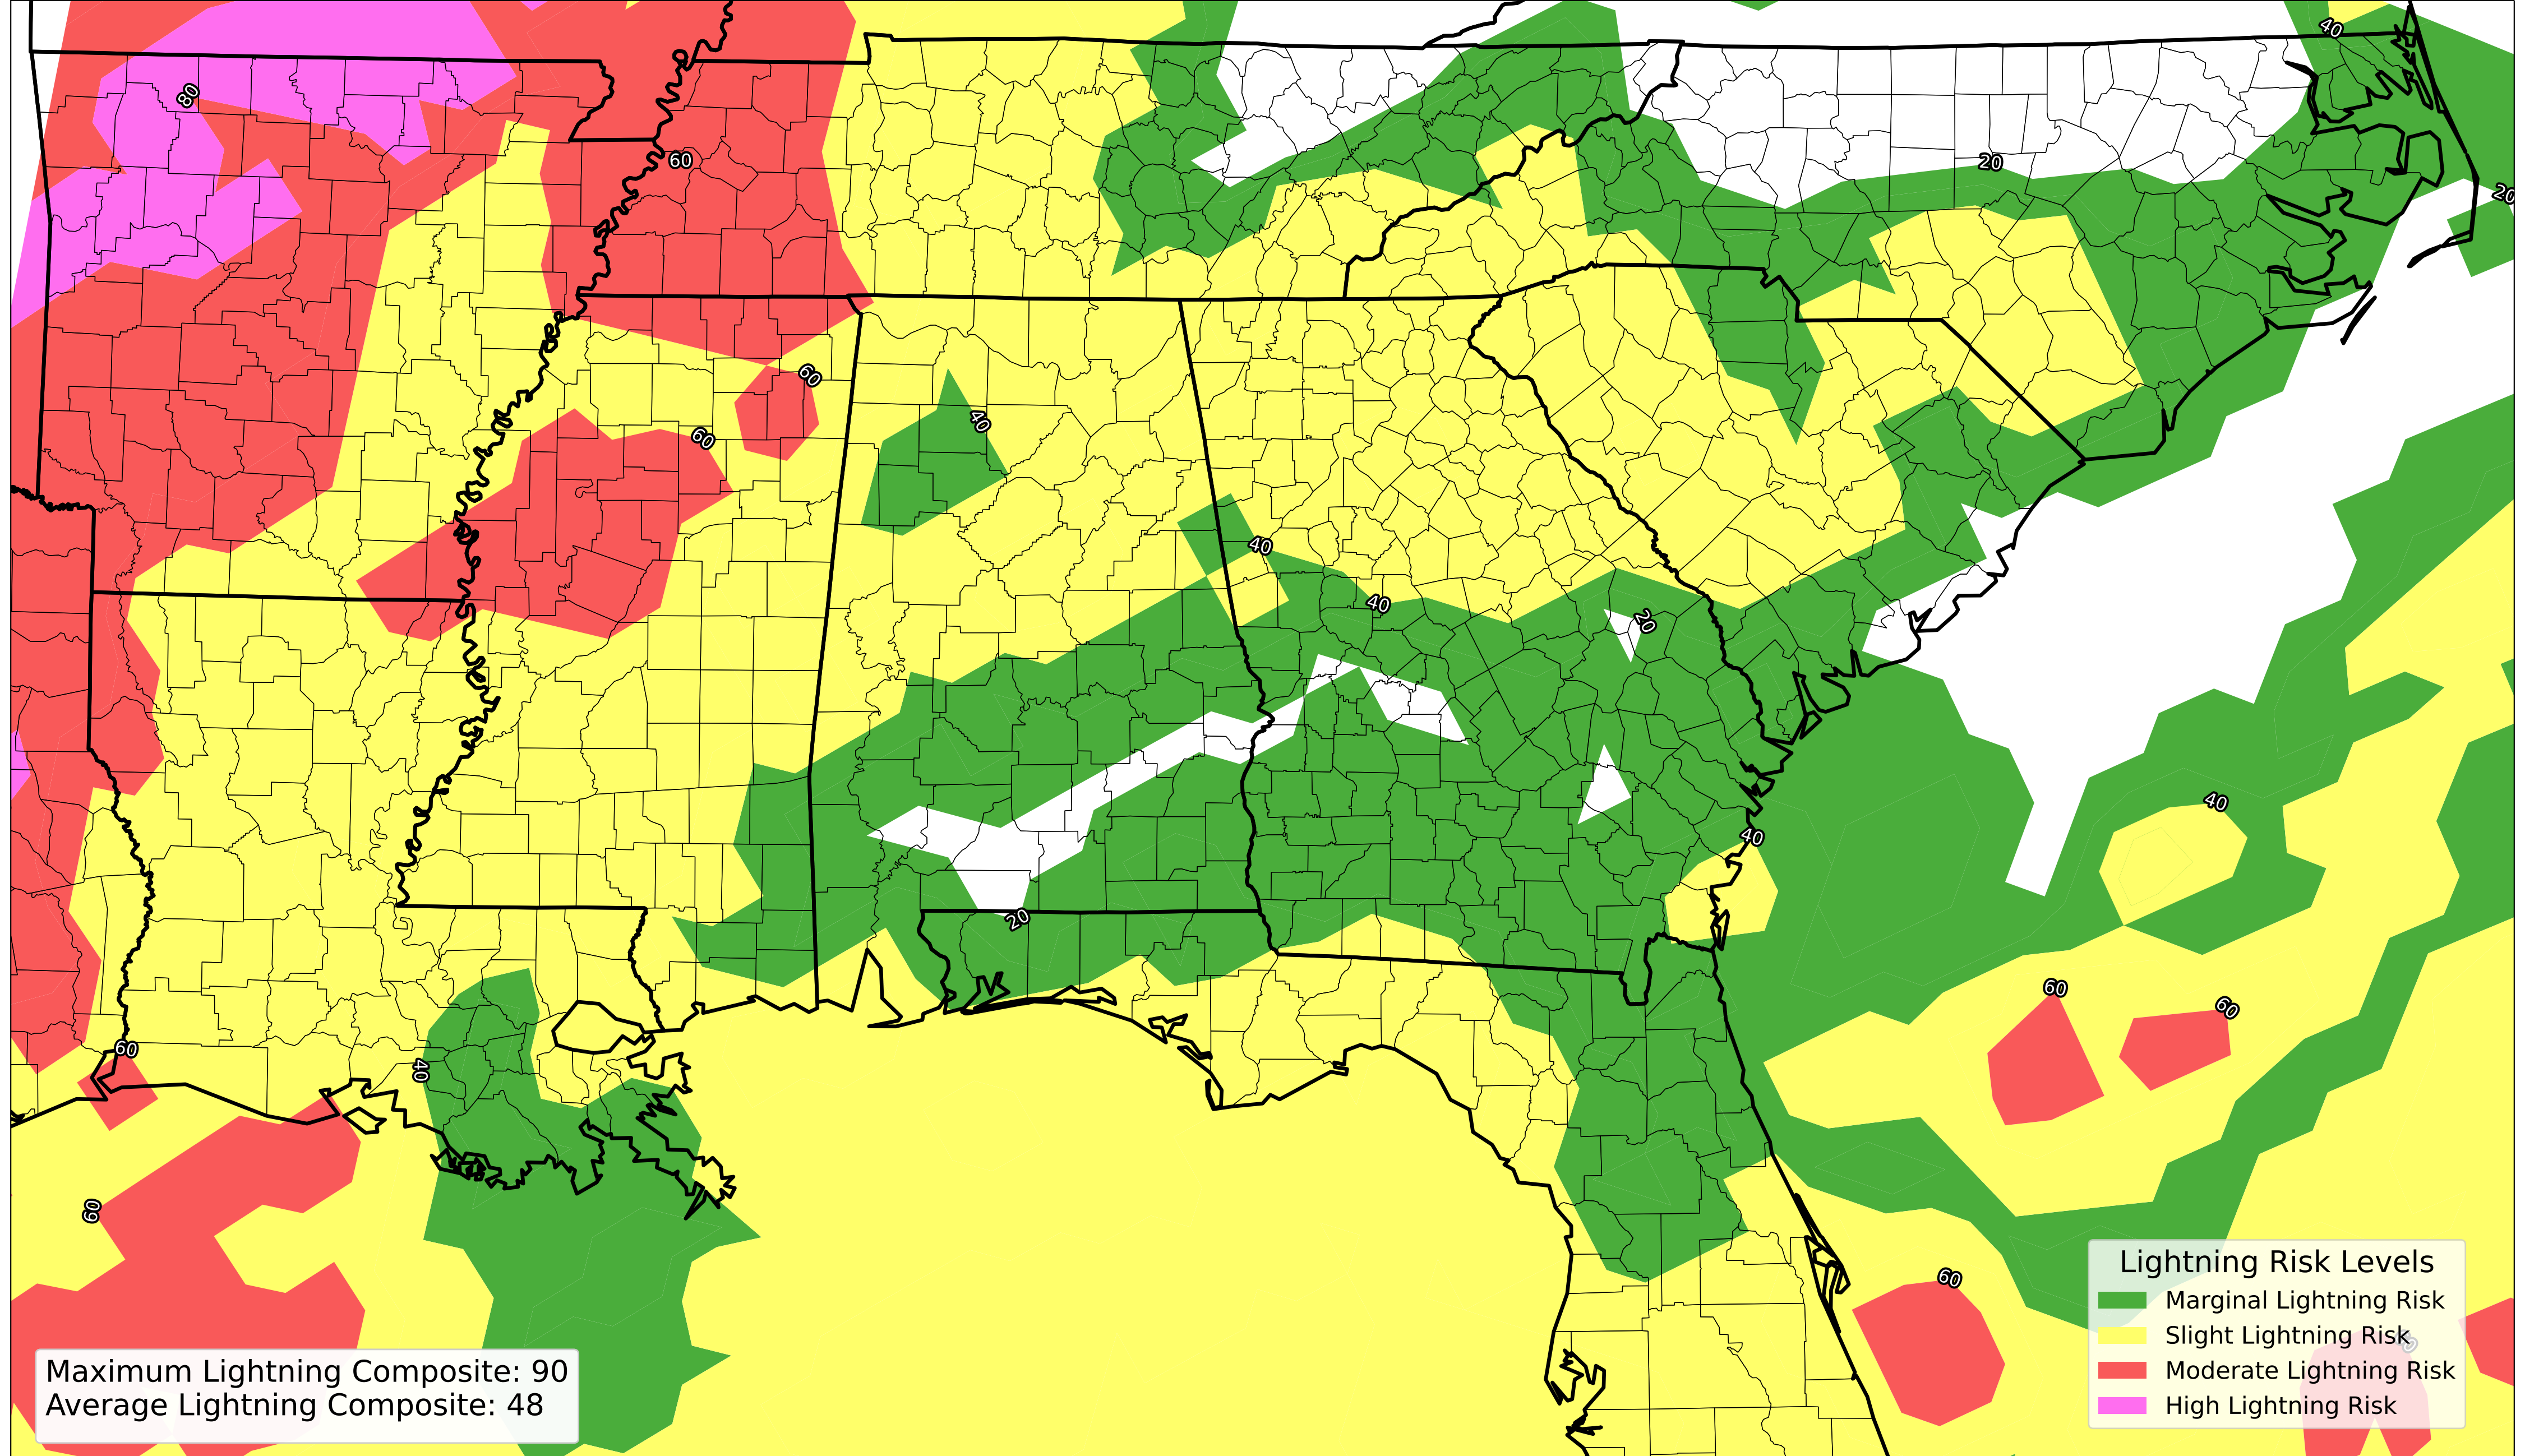 40
80
60
20
20
60
40
60
40
40
20
40
40
20
60
60
60
40
60
60
Lightning Risk Levels
Marginal Lightning Risk
Slight Lightning Risk
Moderate Lightning Risk
High Lightning Risk
Maximum Lightning Composite: 90
Average Lightning Composite: 48